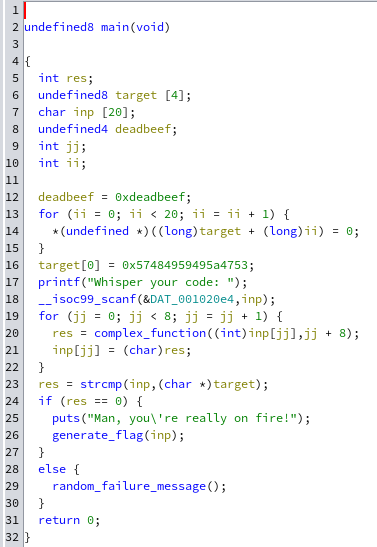 1
2 undefined8 main(void)
3
4 {
5   int res;
6   undefined8 target [4];
7   char inp [20];
8   undefined4 deadbeef;
9   int jj;
10   int ii;
11
12   deadbeef = 0xdeadbeef;
13   for (ii = 0; ii < 20; ii = ii + 1) {
14     *(undefined *)((long)target + (long)ii) = 0;
15   }
16   target[0] = 0x57484959495a4753;
17   printf("Whisper your code: ");
18   __isoc99_scanf(&DAT_001020e4,inp);
19   for (jj = 0; jj < 8; jj = jj + 1) {
20     res = complex_function((int)inp[jj],jj + 8);
21     inp[jj] = (char)res;
22   }
23   res = strcmp(inp,(char *)target);
24   if (res == 0) {
25     puts("Man, you\'re really on fire!");
26     generate_flag(inp);
27   }
28   else {
29     random_failure_message();
30   }
31   return 0;
32 }